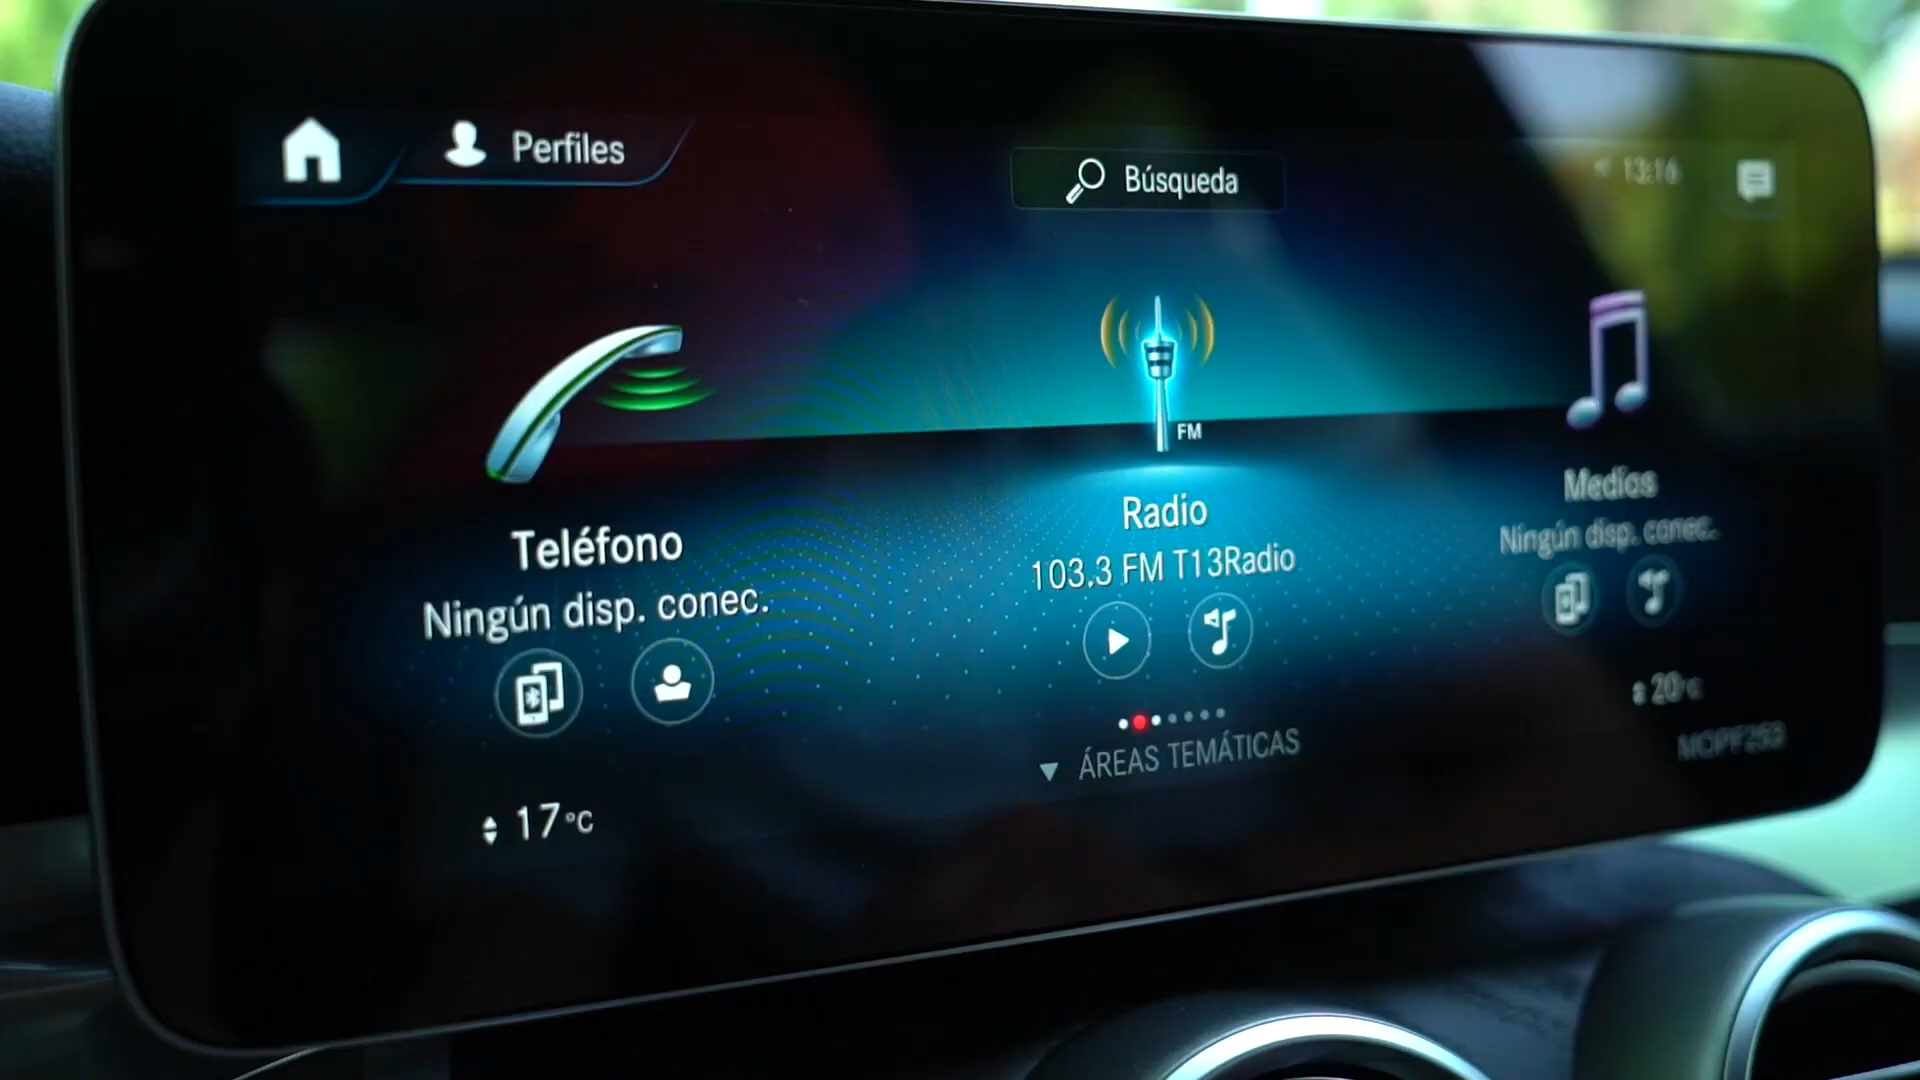 Perfiles
Búsqueda
13:16
FM
Teléfono
Ningún disp. conec.
Radio
103.3 FM T13Radio
Medios
Ningún disp. conec.
ÁREAS TEMÁTICAS
17°C
20°C
MOPF253